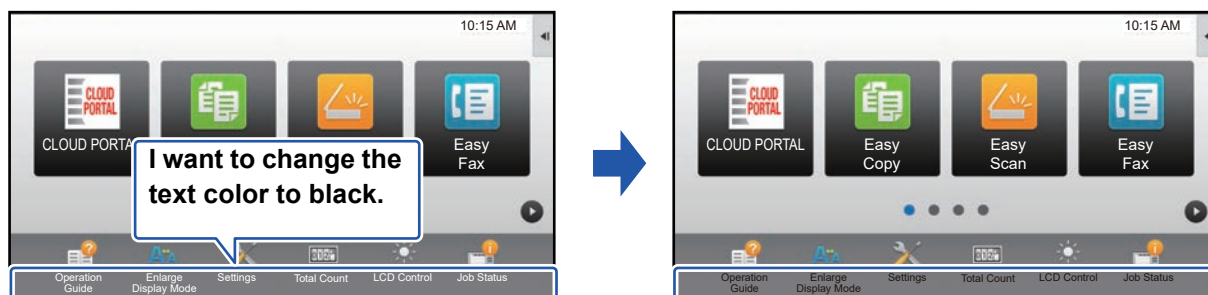 10:15 AM
CLOUD
PORTAL
CLOUD PORTA
Easy
Fax
I want to change the
text color to black.
Operation
Guide
Enlarge
Display Mode
Settings
Total Count
LCD Control
Job Status
10:15 AM
CLOUD
PORTAL
CLOUD PORTAL
Easy
Copy
Easy
Scan
Easy
Fax
Operation
Guide
Enlarge
Display Mode
Settings
Total Count
LCD Control
Job Status